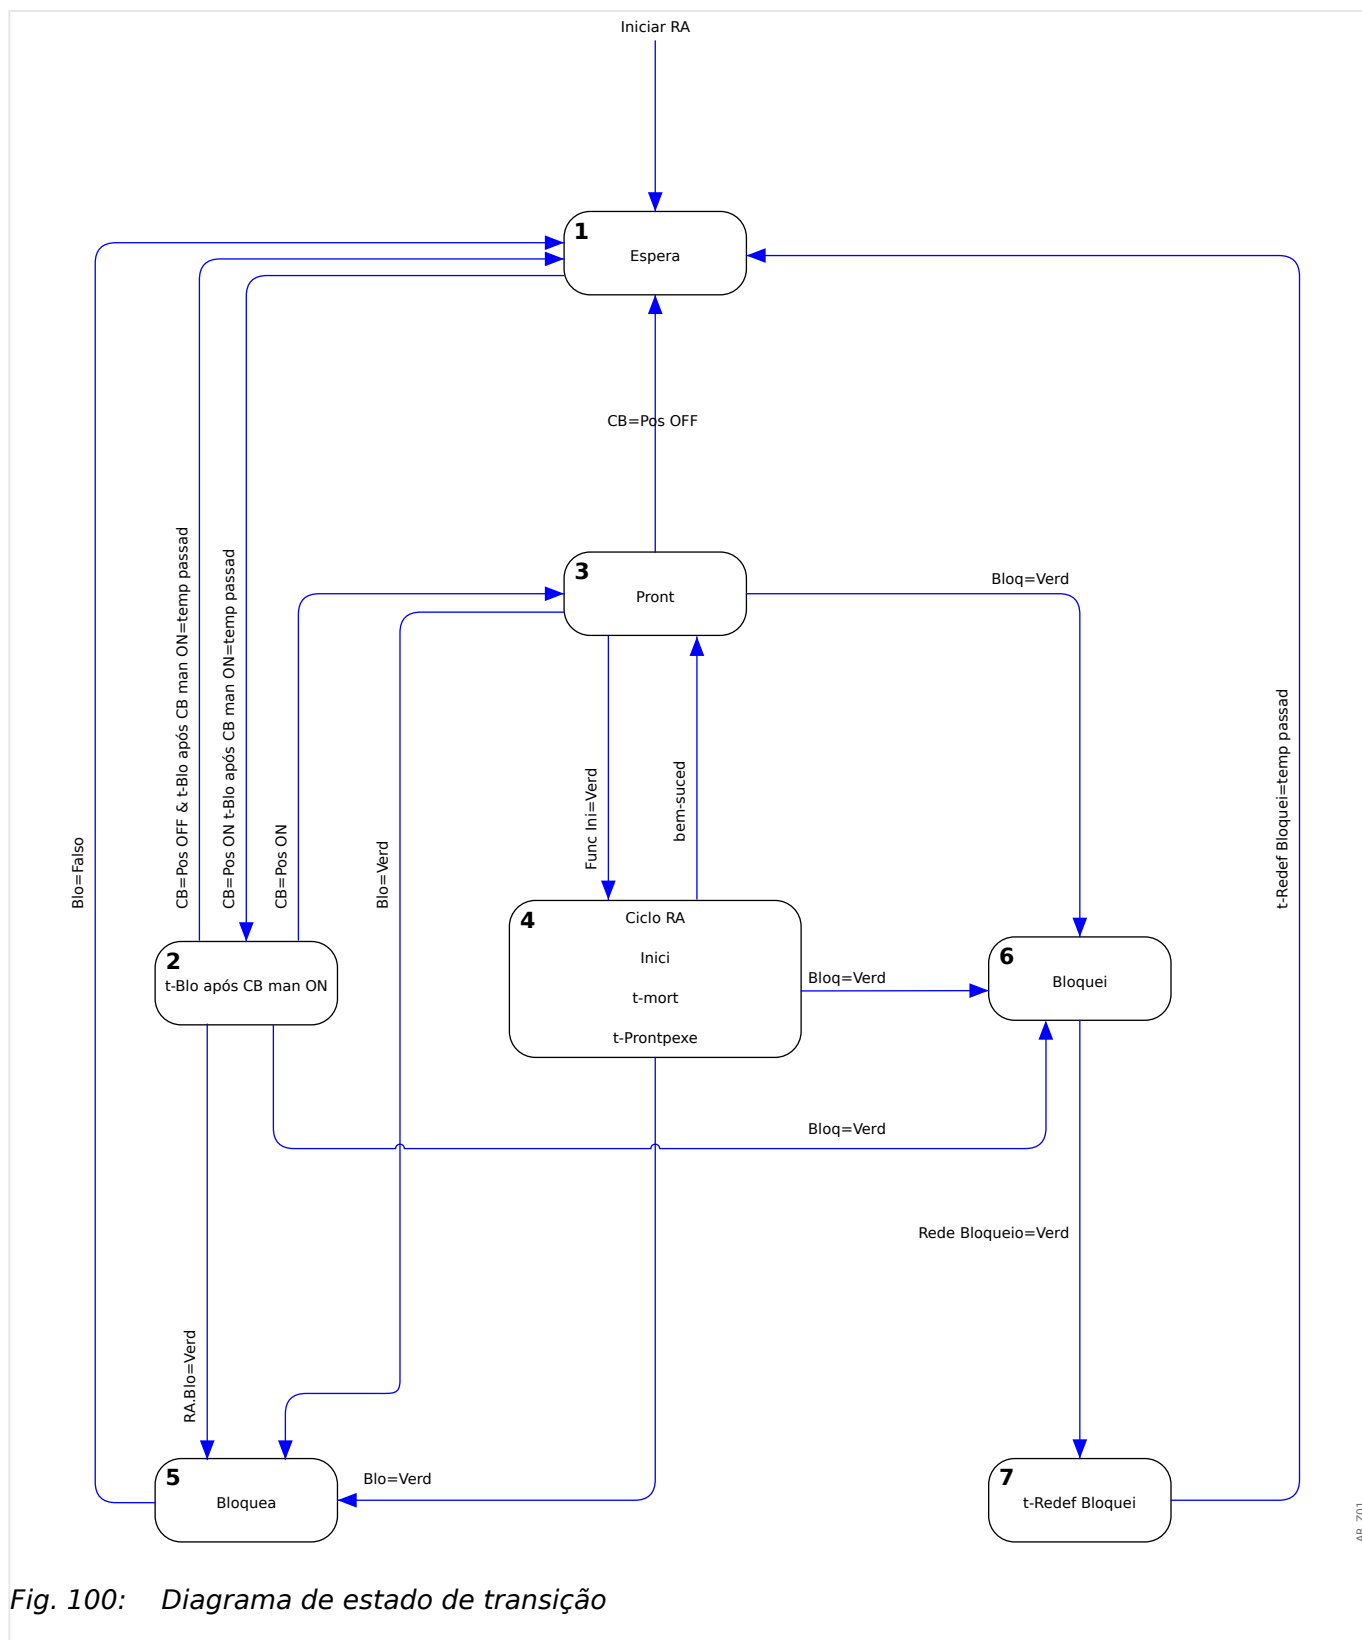 Iniciar RA
1
Espera
CB=Pos OFF
3
Pront
Bloq=Verd
CB=Pos OFF & t-Blo após CB man ON=temp passad
CB=Pos ON t-Blo após CB man ON=temp passad
CB=Pos ON
Blo=Falso
Blo=Verd
Func Ini=Verd
bem-suced
t-Redef Bloquei=temp passad
2
t-Blo após CB man ON
4
Ciclo RA
Inici
t-mort
t-Prontpexe
Bloq=Verd
6
Bloquei
Bloq=Verd
Rede Bloqueio=Verd
RA.Blo=Verd
5
Bloquea
Blo=Verd
7
t-Redef Bloquei
AR_Z01
Fig. 100: Diagrama de estado de transição